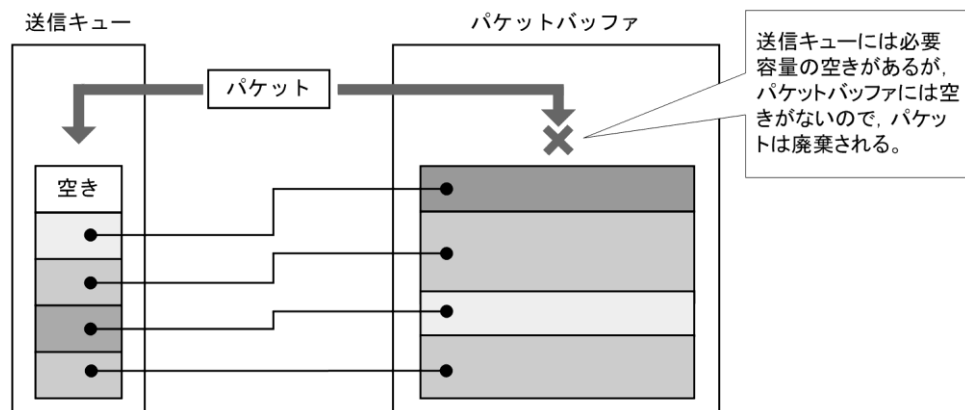 送信キュー
パケットバッファ
パケット
送信キューには必要
容量の空きがあるが,
パケットバッファには空
きがないので, パケッ
トは廃棄される。
空き